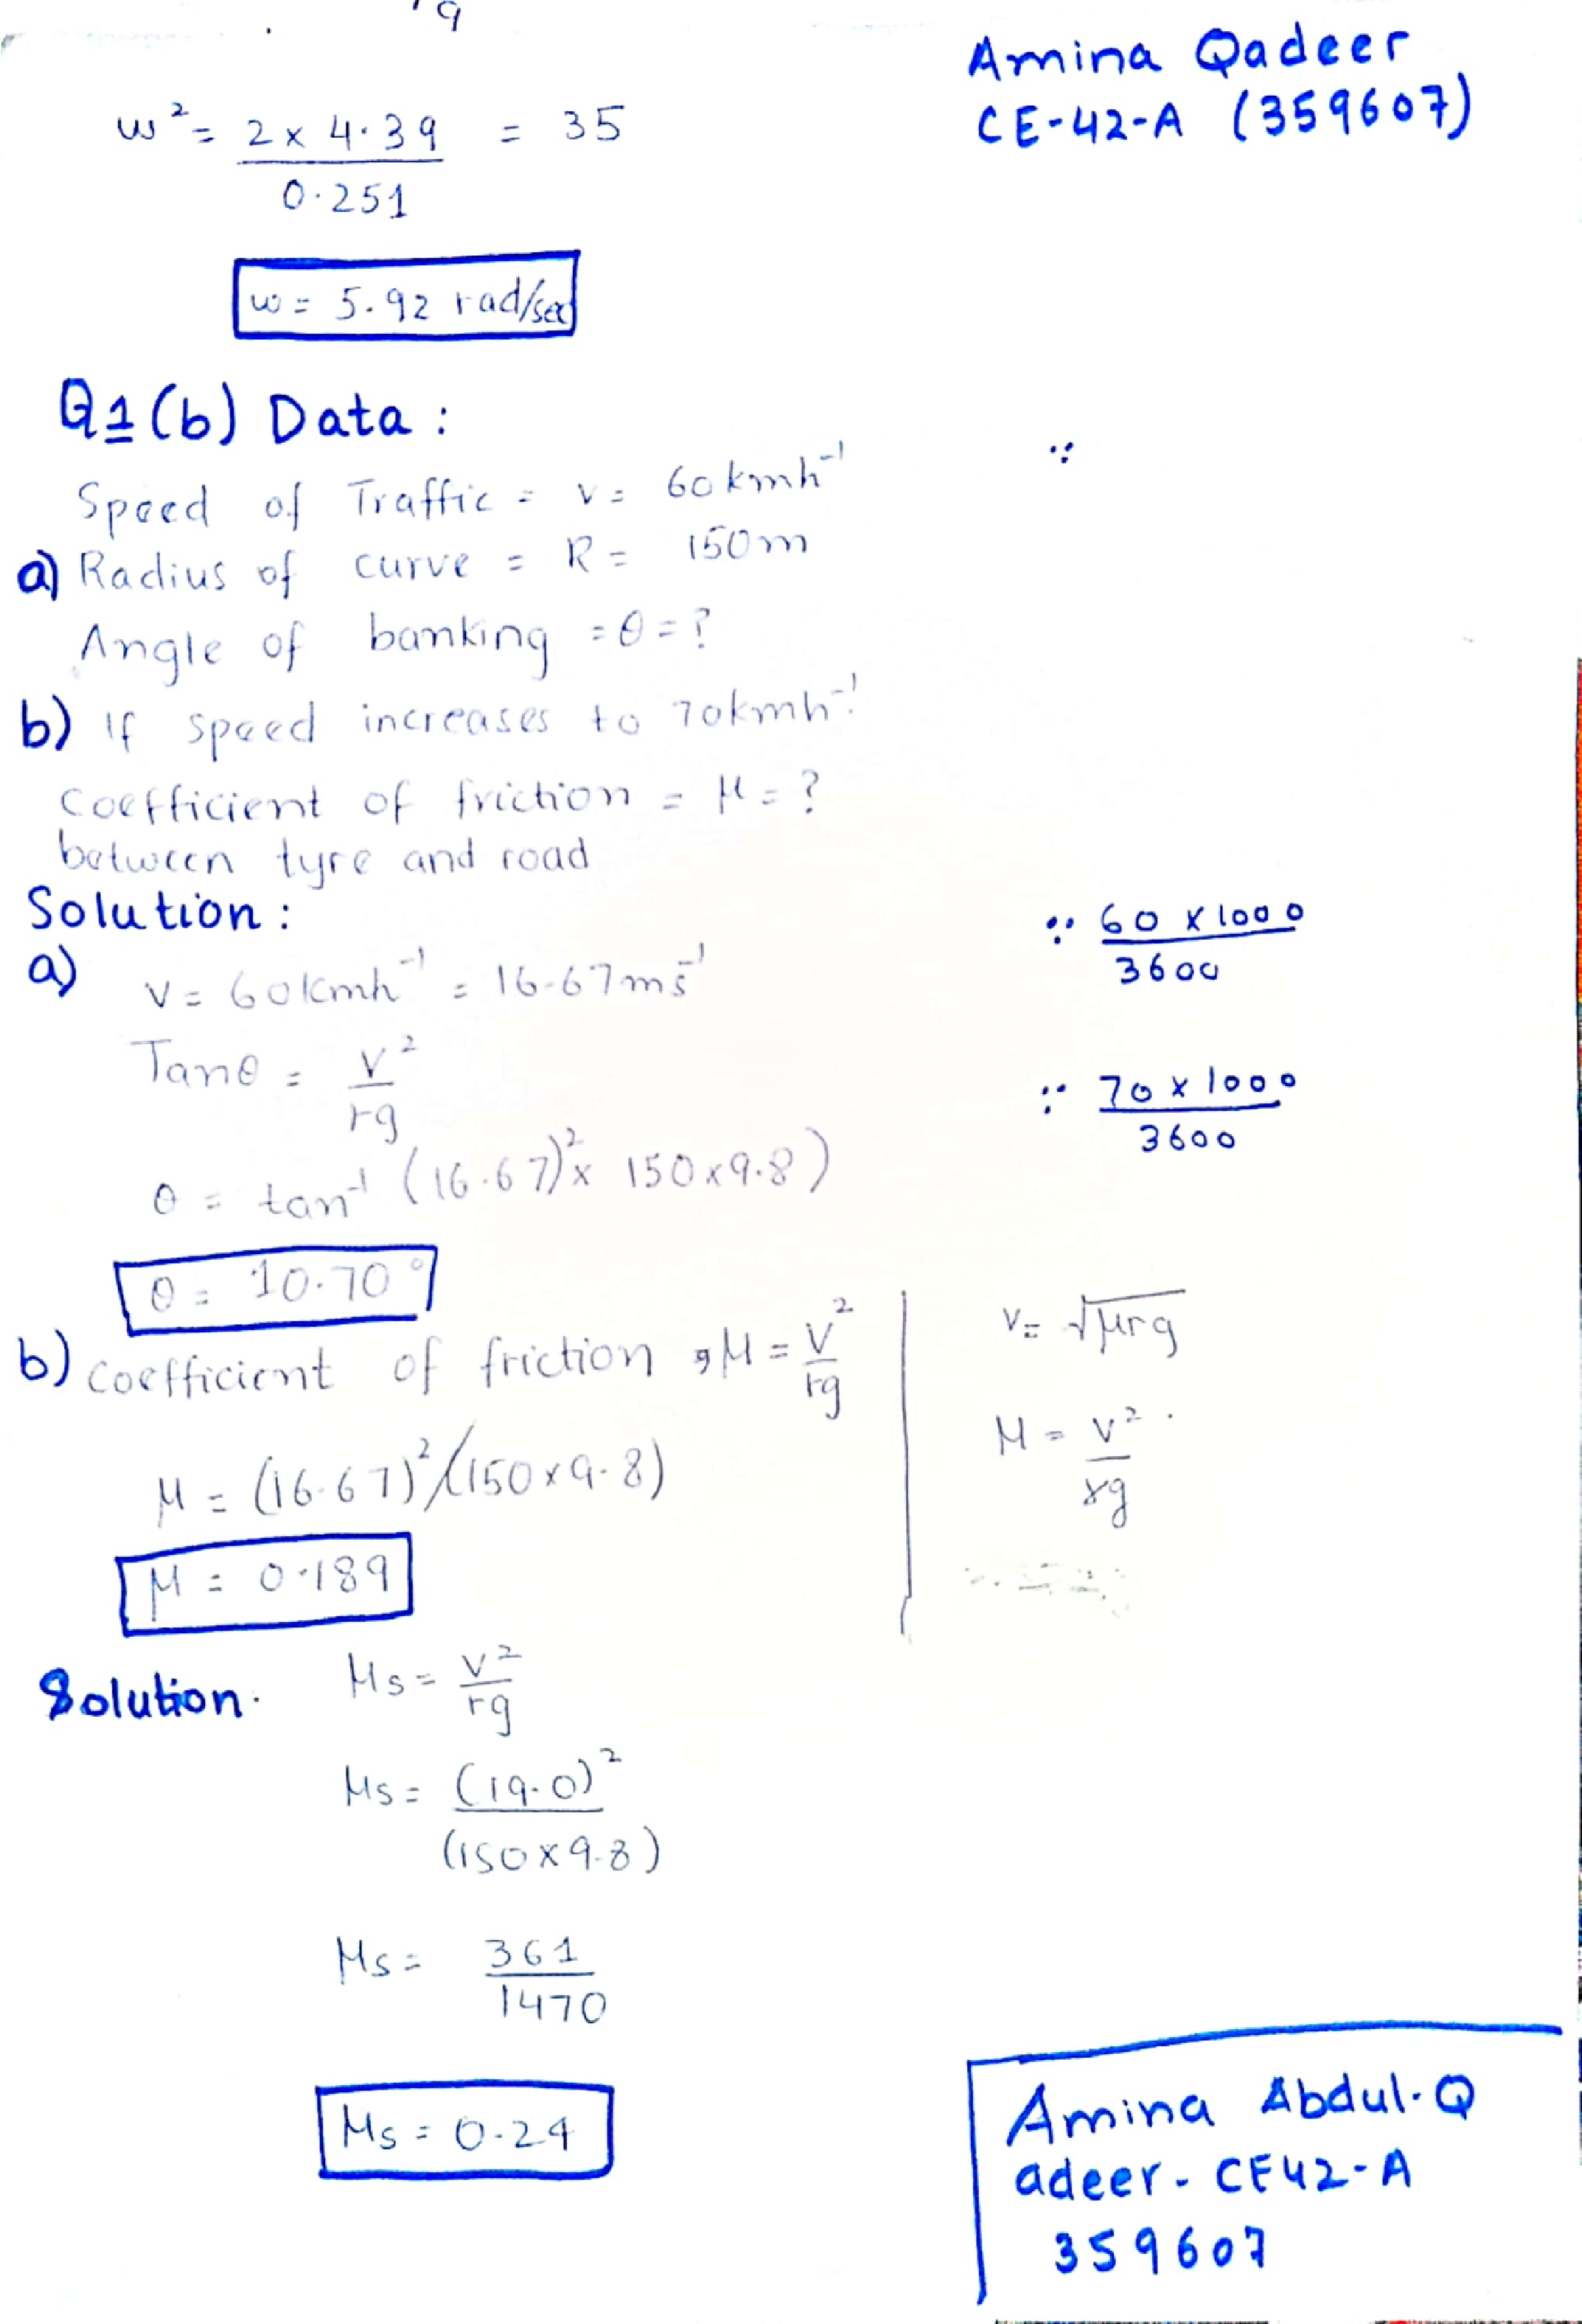 9
Amina Qadeer
CE-42-A (359607)
w² = 2 x 4.39 / 0.251 = 35
w = 5.92 rad/sec
Q1 (b) Data :
Speed of Traffic = v = 60 kmh⁻¹
a) Radius of curve = R = 150m
Angle of banking = θ = ?
b) If speed increases to 70kmh⁻¹
Coefficient of friction = μ = ?
between tyre and road
Solution :
a) v = 60kmh⁻¹ = 16.67ms⁻¹
∵ 60 x 1000 / 3600
Tanθ = v² / rg
∵ 70 x 1000 / 3600
θ = tan⁻¹ (16.67)² x 150 x 9.8)
θ = 10.70°
b) Coefficient of friction , μ = v² / rg
μ = (16.67)² / (150 x 9.8)
μ = 0.189
v = √μrg
μ = v² / rg
Solution.
μs = v² / rg
μs = (19.0)² / (150 x 9.8)
μs = 361 / 1470
μs = 0.24
Amina Abdul.Q
adeer - CE42-A
359607